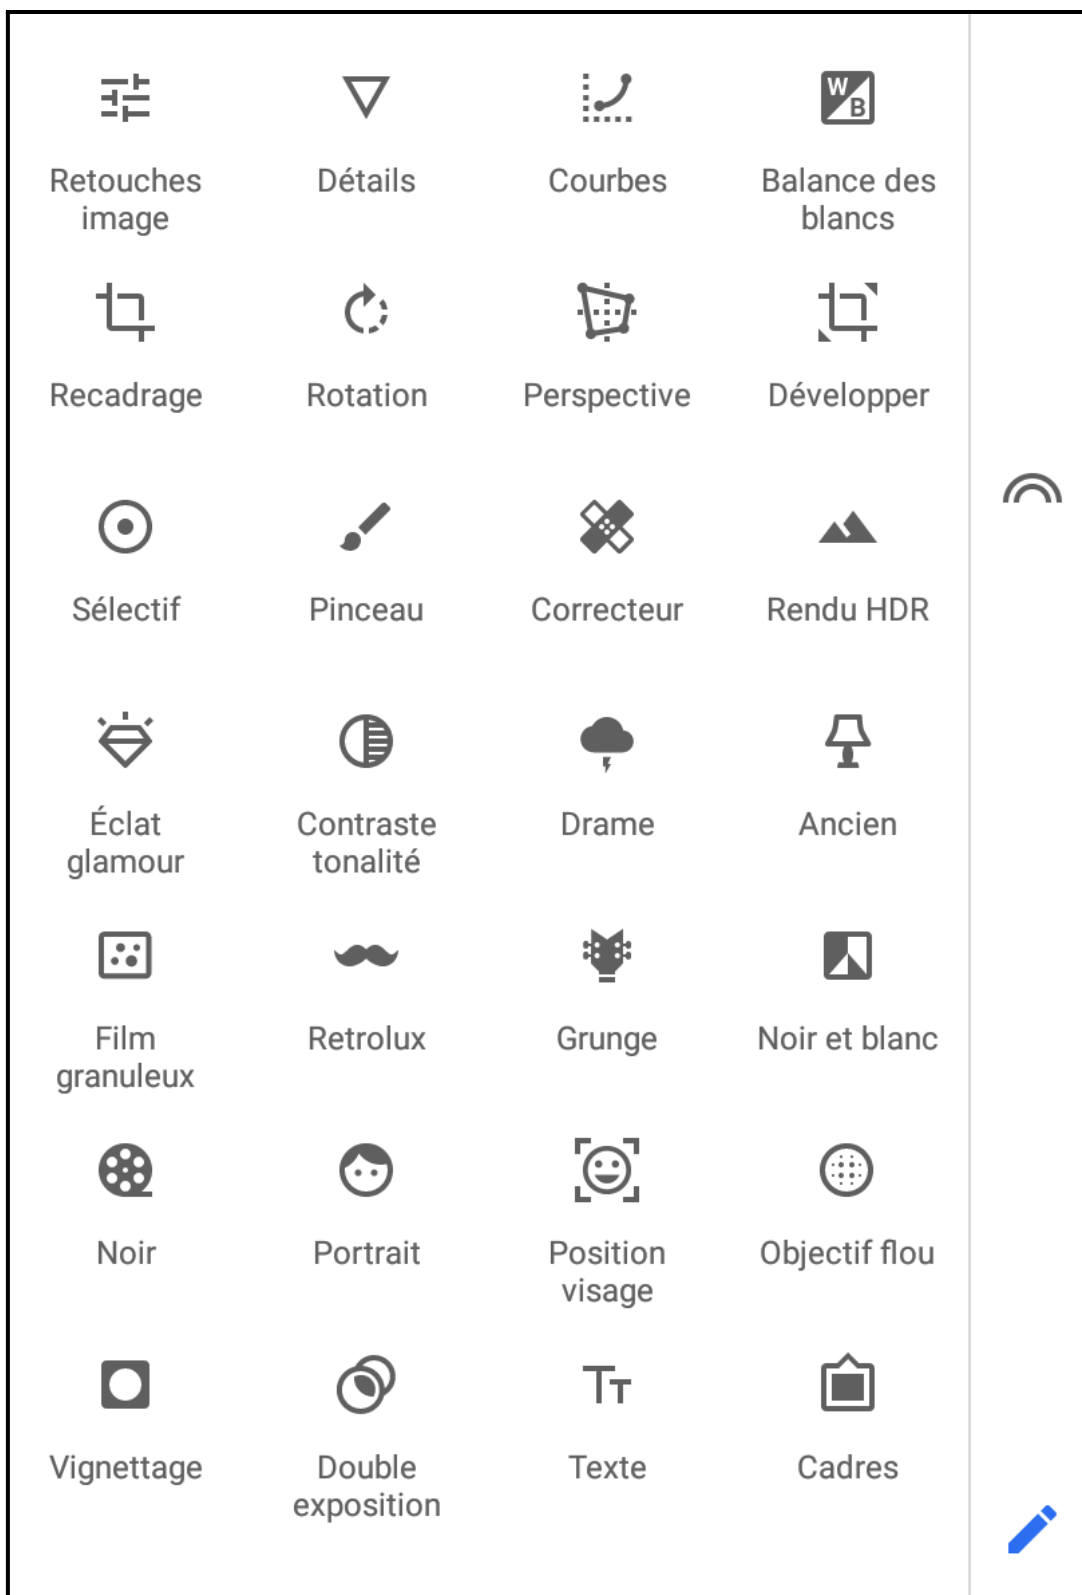 W
B
Retouches
image
Détails
Courbes
Balance des
blancs
Recadrage
Rotation
Perspective
Développer
Sélectif
Pinceau
Correcteur
Rendu HDR
Éclat
glamour
Contraste
tonalité
Drame
Ancien
Film
granuleux
Retrolux
Grunge
Noir et blanc
Noir
Portrait
Position
visage
Objectif flou
TT
Vignettage
Double
exposition
Texte
Cadres